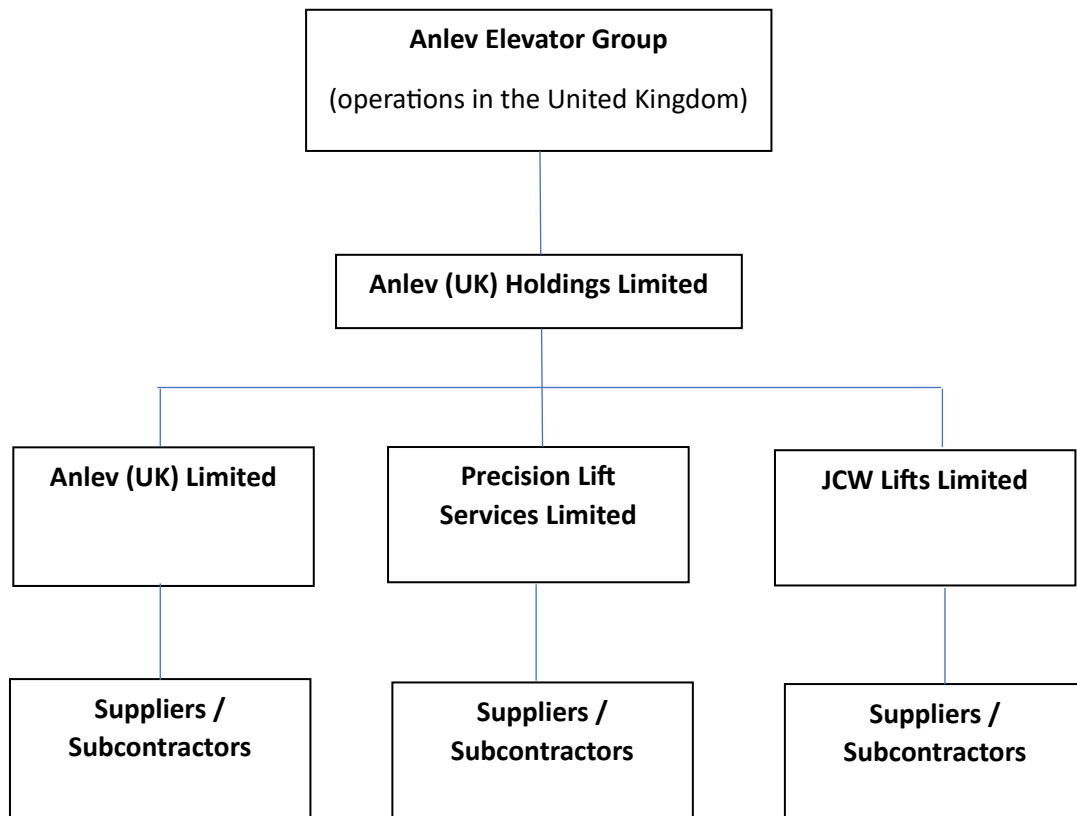 Anlev Elevator Group
(operations in the United Kingdom)
Anlev (UK) Holdings Limited
Anlev (UK) Limited
Precision Lift
Services Limited
JCW Lifts Limited
Suppliers /
Subcontractors
Suppliers /
Subcontractors
Suppliers /
Subcontractors